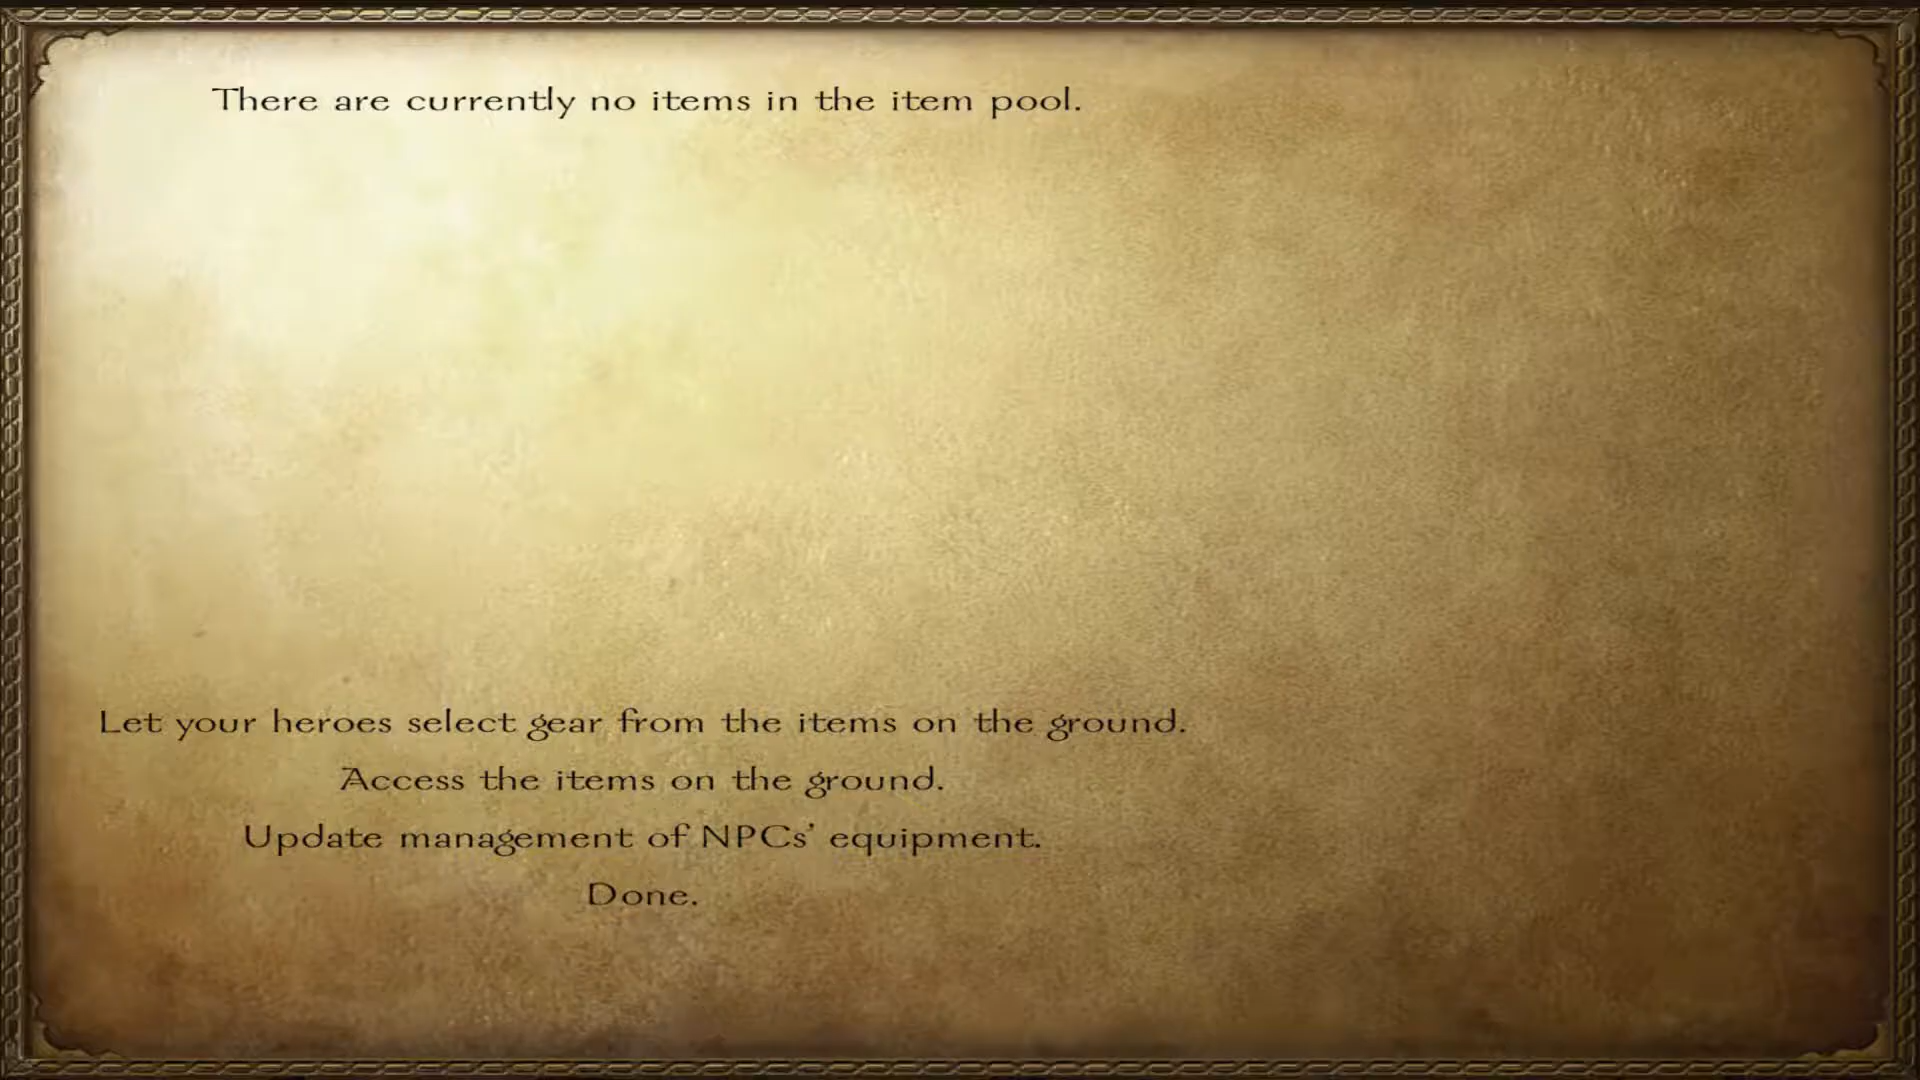 There are currently no items in the item pool.
Let your heroes select gear from the items on the ground.
Access the items on the ground.
Update management of NPCs' equipment.
Done.